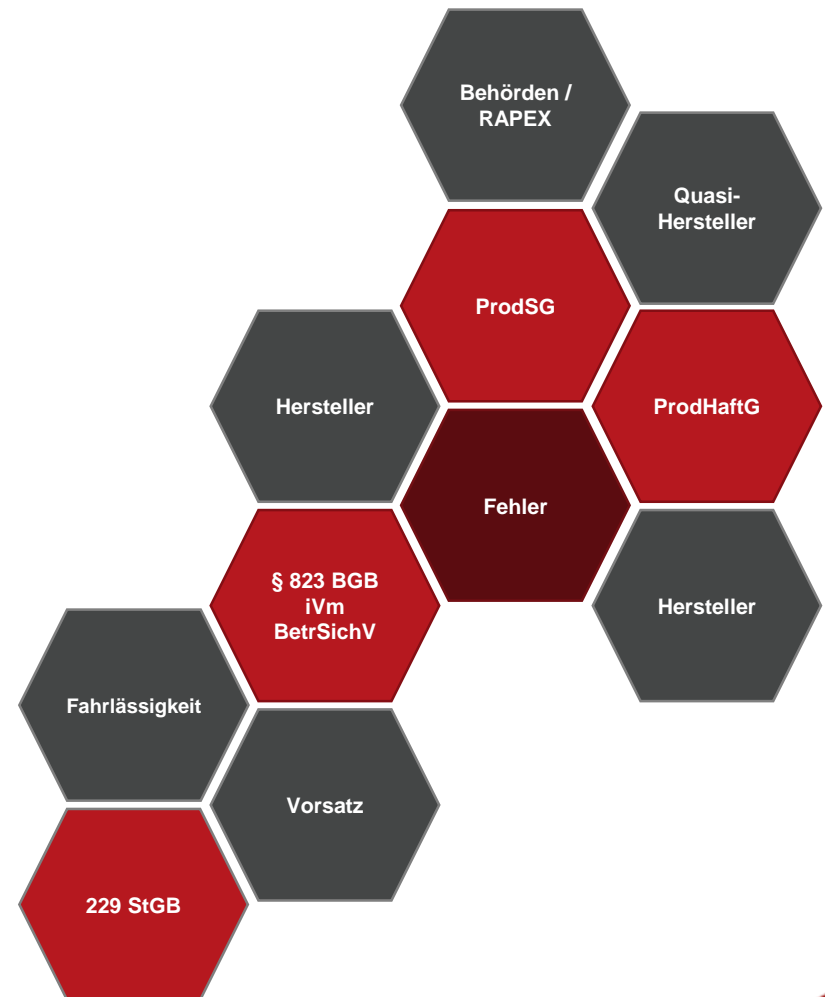 Behörden /
RAPEX
Quasi-
Hersteller
ProdSG
Hersteller
ProdHaftG
Fehler
§ 823 BGB
iVm
BetrSichV
Hersteller
Fahrlässigkeit
Vorsatz
229 StGB